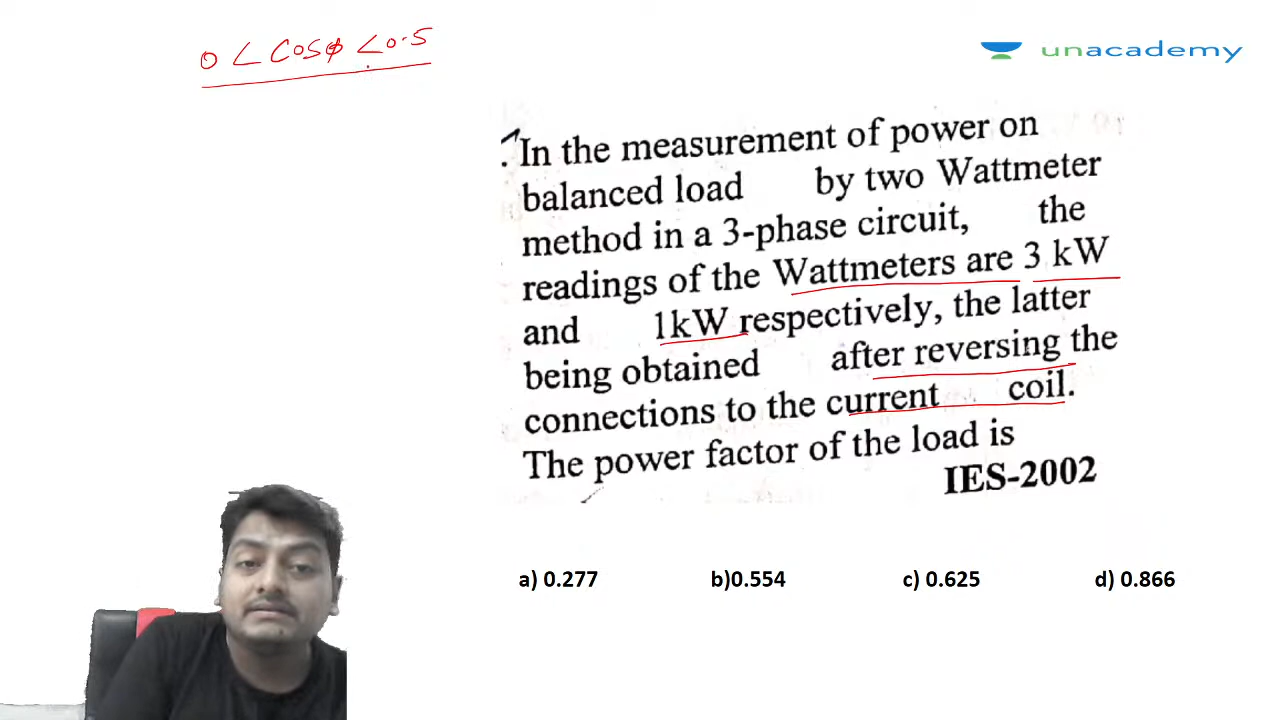 0 < COSφ < 0.5
unacademy
In the measurement of power on
balanced load by two Wattmeter
method in a 3-phase circuit, the
readings of the Wattmeters are 3 kW
and 1kW respectively, the latter
being obtained after reversing the
connections to the current coil.
The power factor of the load is
IES-2002
a) 0.277 b)0.554 c) 0.625 d) 0.866